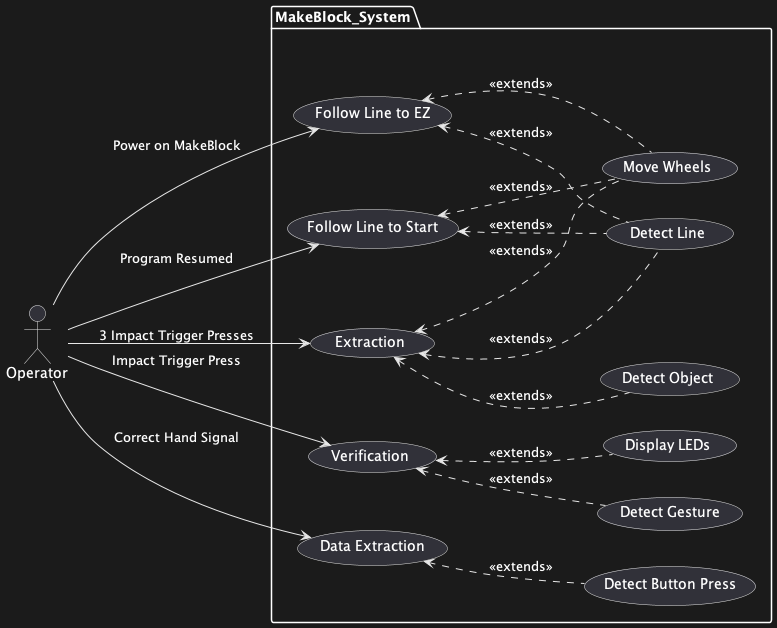 MakeBlock_System
«extends»
Follow Line to EZ
«extends»
Power on MakeBlock
Move Wheels
«extends»
Follow Line to Start
«extends»
Detect Line
«extends»
Program Resumed
3 Impact Trigger Presses
Extraction
«extends»
Impact Trigger Press
Operator
Detect Object
«extends»
Correct Hand Signal
Display LEDs
Verification
«extends»
«extends»
Detect Gesture
Data Extraction
«extends»
Detect Button Press